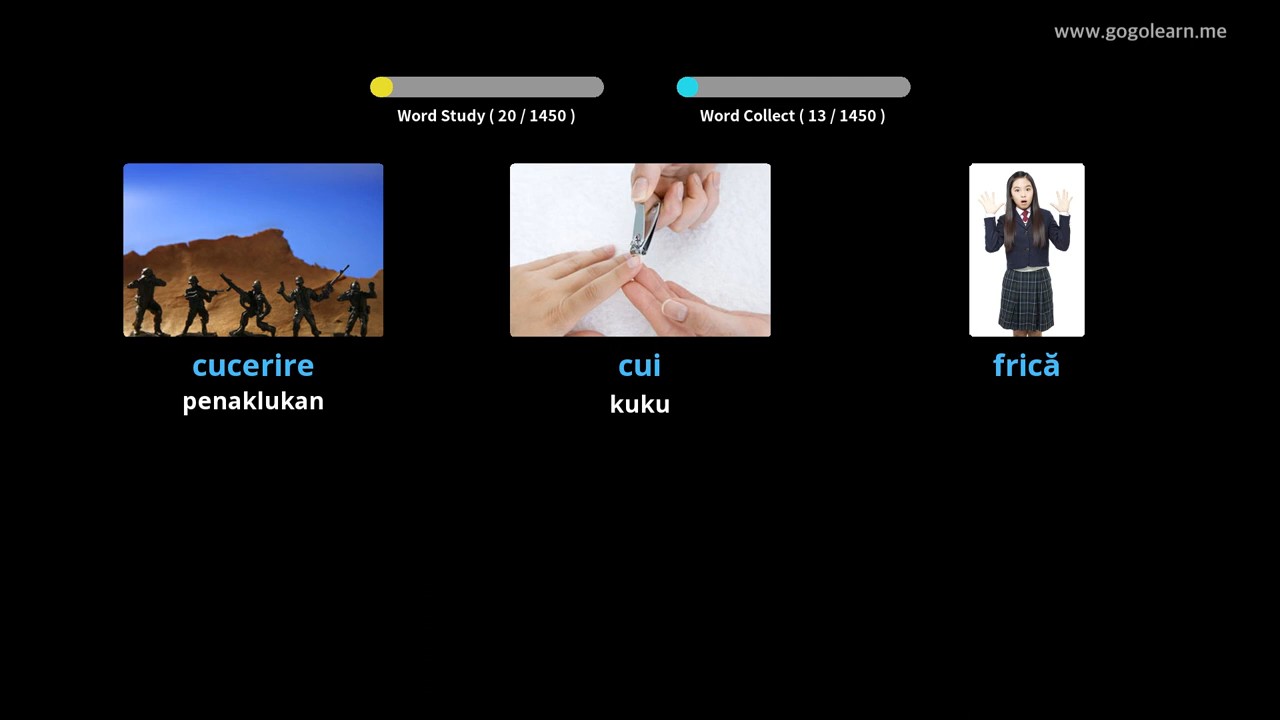 www.gogolearn.me
Word Study ( 20 / 1450 )
Word Collect ( 13 / 1450 )
cucerire
penaklukan
cui
kuku
frică